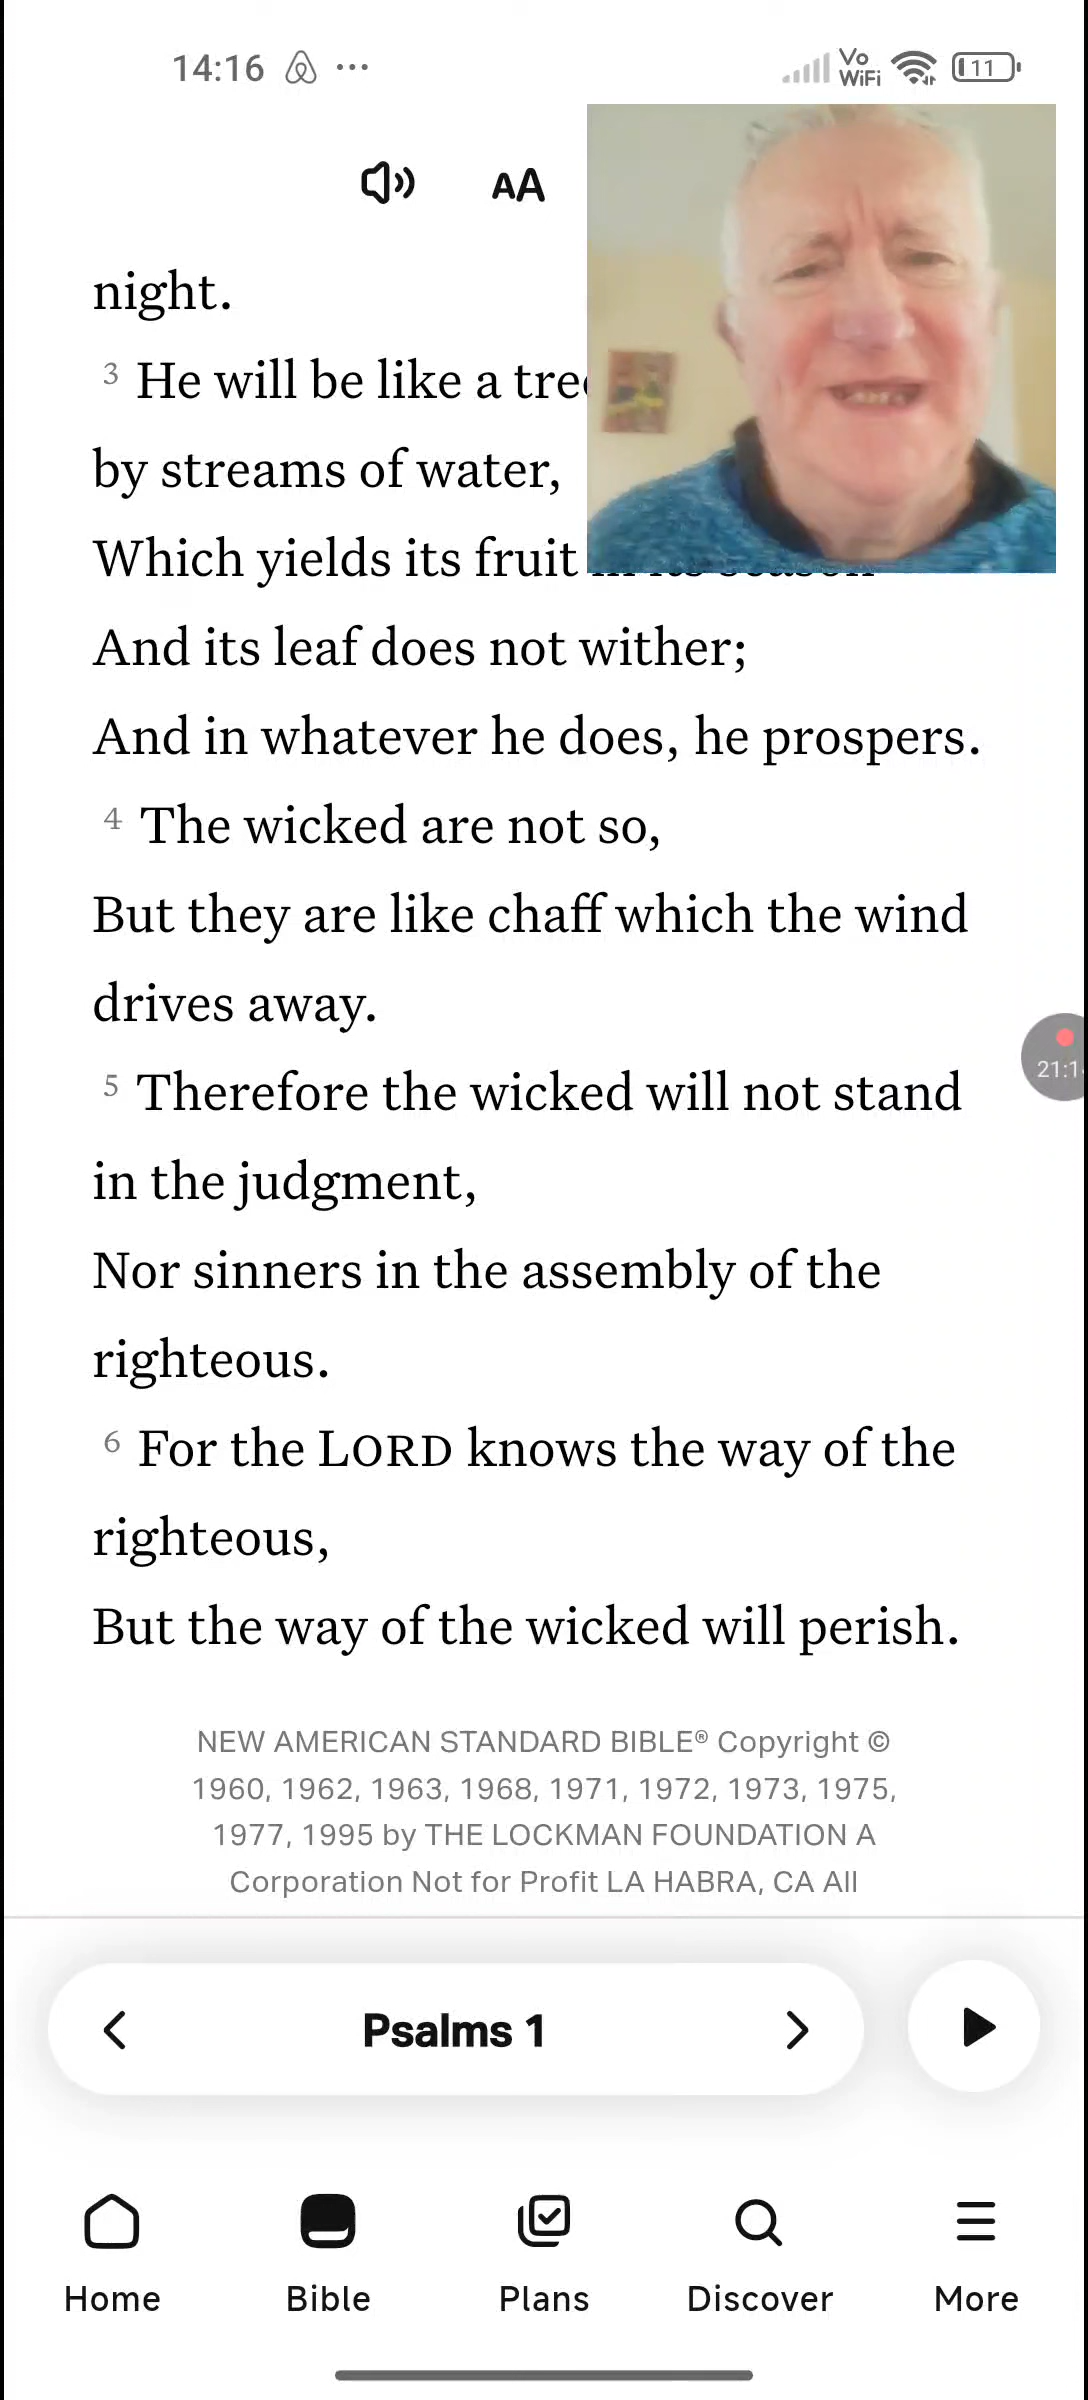 14:16
Vo
WiFi
11
AA
night.
3 He will be like a tree
by streams of water,
Which yields its fruit in its season
And its leaf does not wither;
And in whatever he does, he prospers.
4 The wicked are not so,
But they are like chaff which the wind
drives away.
21:1
5 Therefore the wicked will not stand
in the judgment,
Nor sinners in the assembly of the
righteous.
6 For the LORD knows the way of the
righteous,
But the way of the wicked will perish.
NEW AMERICAN STANDARD BIBLE® Copyright ©
1960, 1962, 1963, 1968, 1971, 1972, 1973, 1975,
1977, 1995 by THE LOCKMAN FOUNDATION A
Corporation Not for Profit LA HABRA, CA All
Psalms 1
Home
Bible
Plans
Discover
More